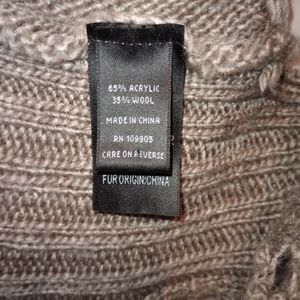 65% ACRYLIC
35% WOOL
MADE IN CHINA
RN 109905
CARE ON REVERSE
FUR ORIGIN:CHINA